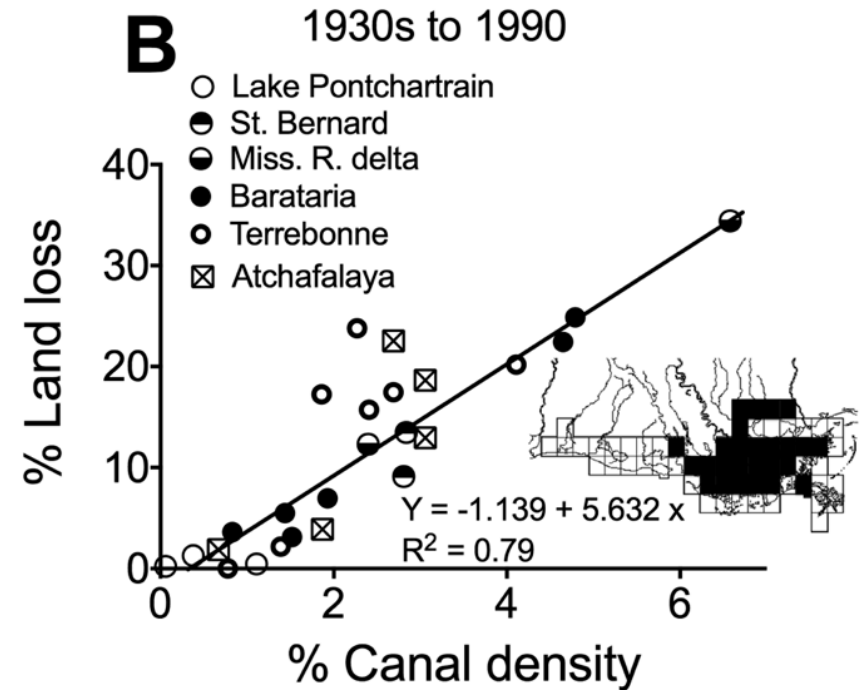 B
1930s to 1990
Lake Pontchartrain
St. Bernard
Miss. R. delta
Barataria
Terrebonne
Atchafalaya
% Land loss
40
30
20
10
0
Y = -1.139 + 5.632 x
R² = 0.79
0 2 4 6
% Canal density